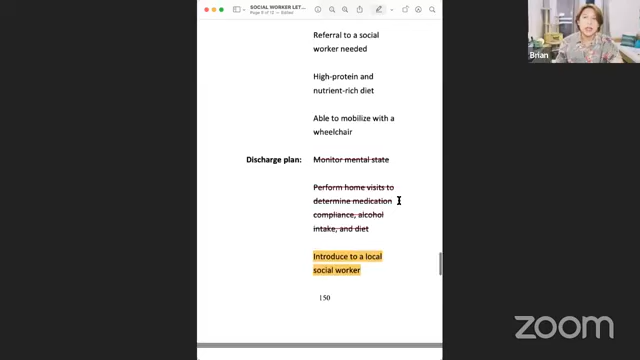 SOCIAL WORKER LET...
Page 9 of 12 — Edited
Referral to a social
worker needed
High-protein and
nutrient-rich diet
Able to mobilize with a
wheelchair
Discharge plan: Monitor mental state
Perform home visits to
determine medication
compliance, alcohol
intake, and diet
Introduce to a local
social worker
|50
Brian
zoom